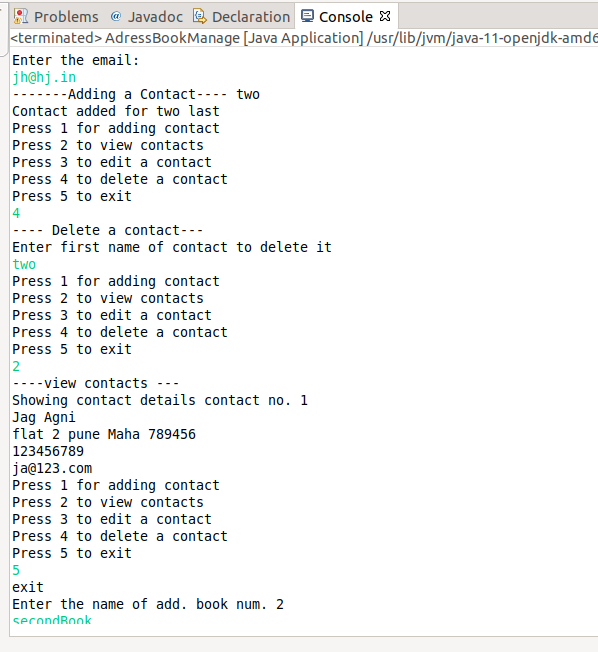 Problems @ Javadoc Declaration Console
<terminated> AdressBookManage [Java Application] /usr/lib/jvm/java-11-openjdk-amd6
Enter the email:
jh@hj.in
-------Adding a Contact---- two
Contact added for two last
Press 1 for adding contact
Press 2 to view contacts
Press 3 to edit a contact
Press 4 to delete a contact
Press 5 to exit
4
---- Delete a contact---
Enter first name of contact to delete it
two
Press 1 for adding contact
Press 2 to view contacts
Press 3 to edit a contact
Press 4 to delete a contact
Press 5 to exit
2
----view contacts ---
Showing contact details contact no. 1
Jag Agni
flat 2 pune Maha 789456
123456789
ja@123.com
Press 1 for adding contact
Press 2 to view contacts
Press 3 to edit a contact
Press 4 to delete a contact
Press 5 to exit
5
exit
Enter the name of add. book num. 2
secondBook